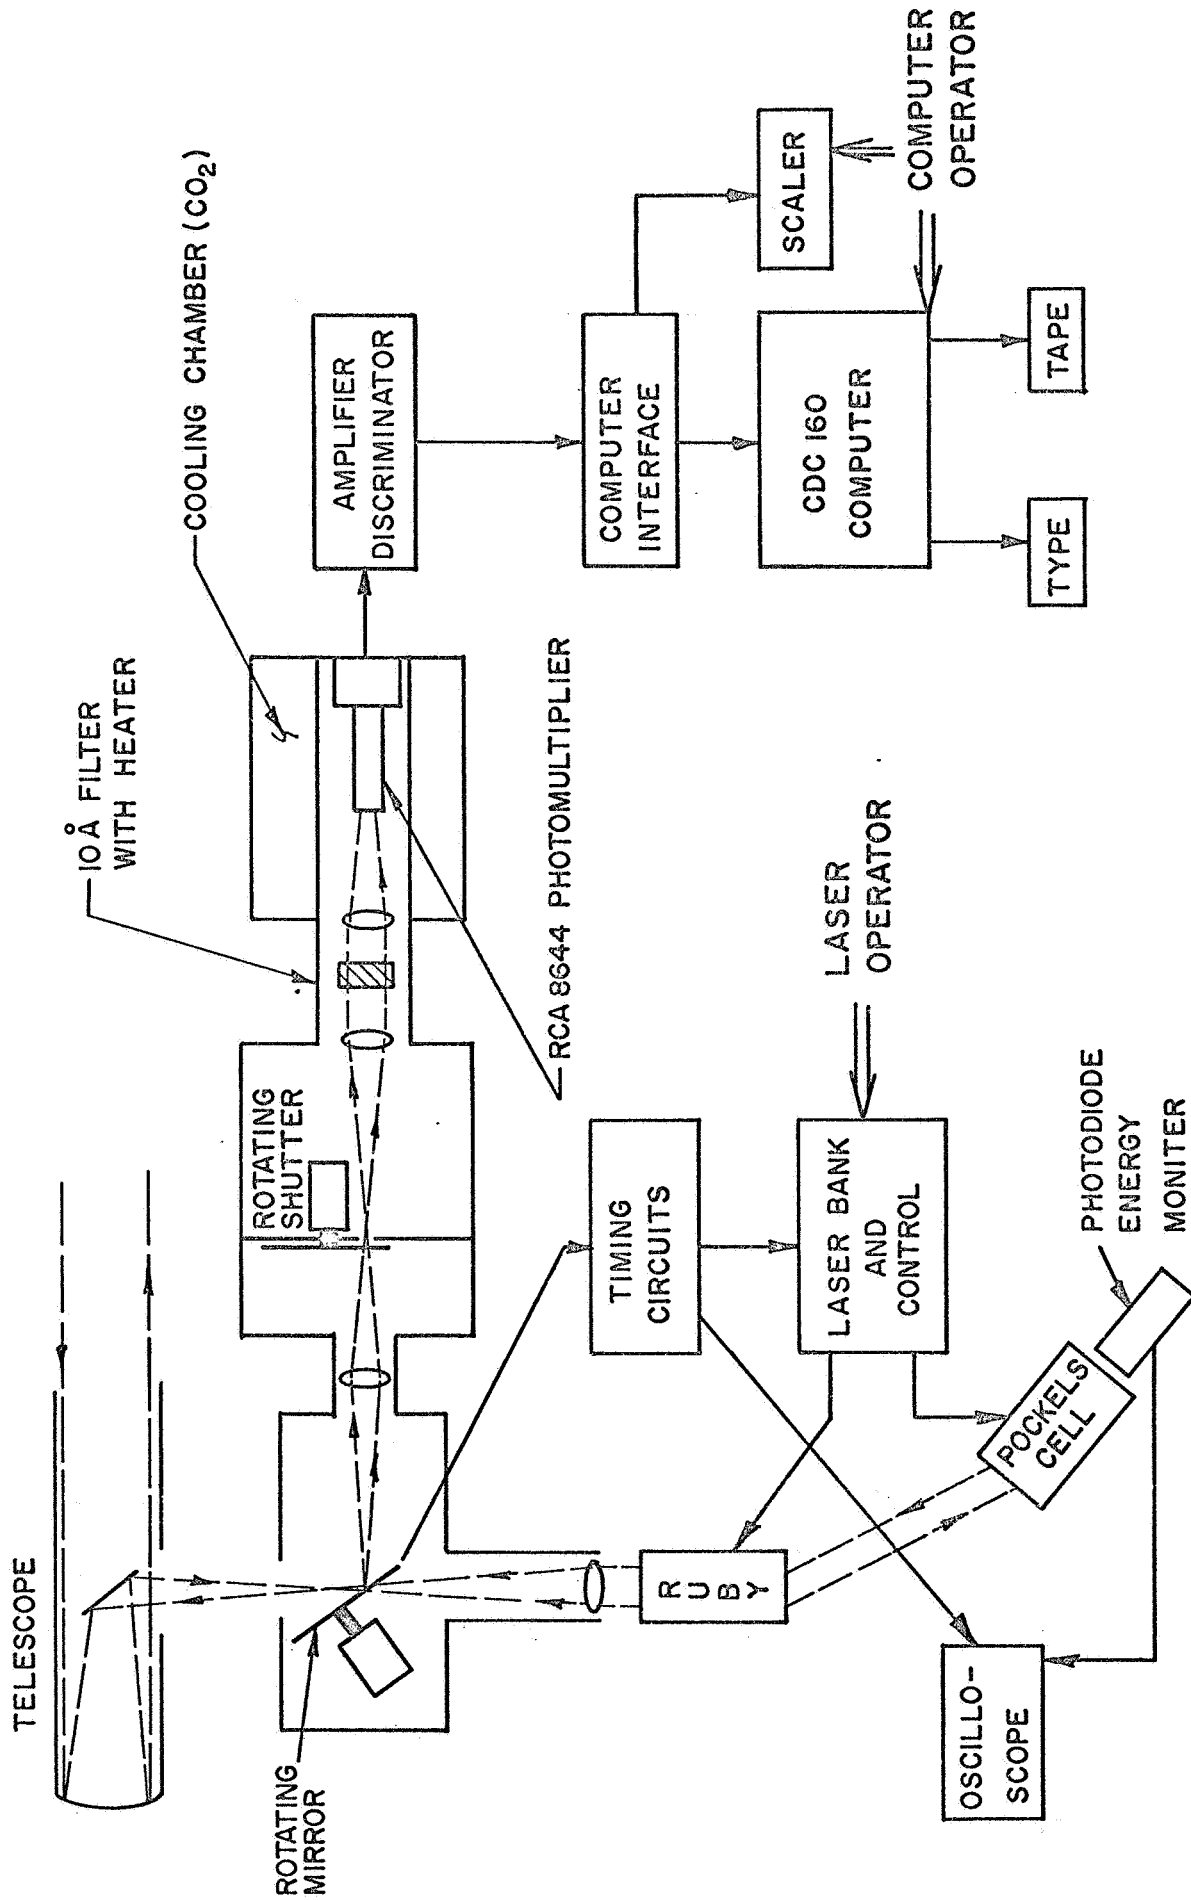 TELESCOPE
ROTATING
MIRROR
ROTATING
SHUTTER
10 Å FILTER
WITH HEATER
COOLING CHAMBER (CO2)
RCA 8644 PHOTOMULTIPLIER
AMPLIFIER
DISCRIMINATOR
COMPUTER
INTERFACE
SCALER
CDC 160
COMPUTER
COMPUTER
OPERATOR
TYPE
TAPE
TIMING
CIRCUITS
LASER BANK
AND
CONTROL
LASER
OPERATOR
RUBY
POCKELS
CELL
PHOTODIODE
ENERGY
MONITER
OSCILLO-
SCOPE